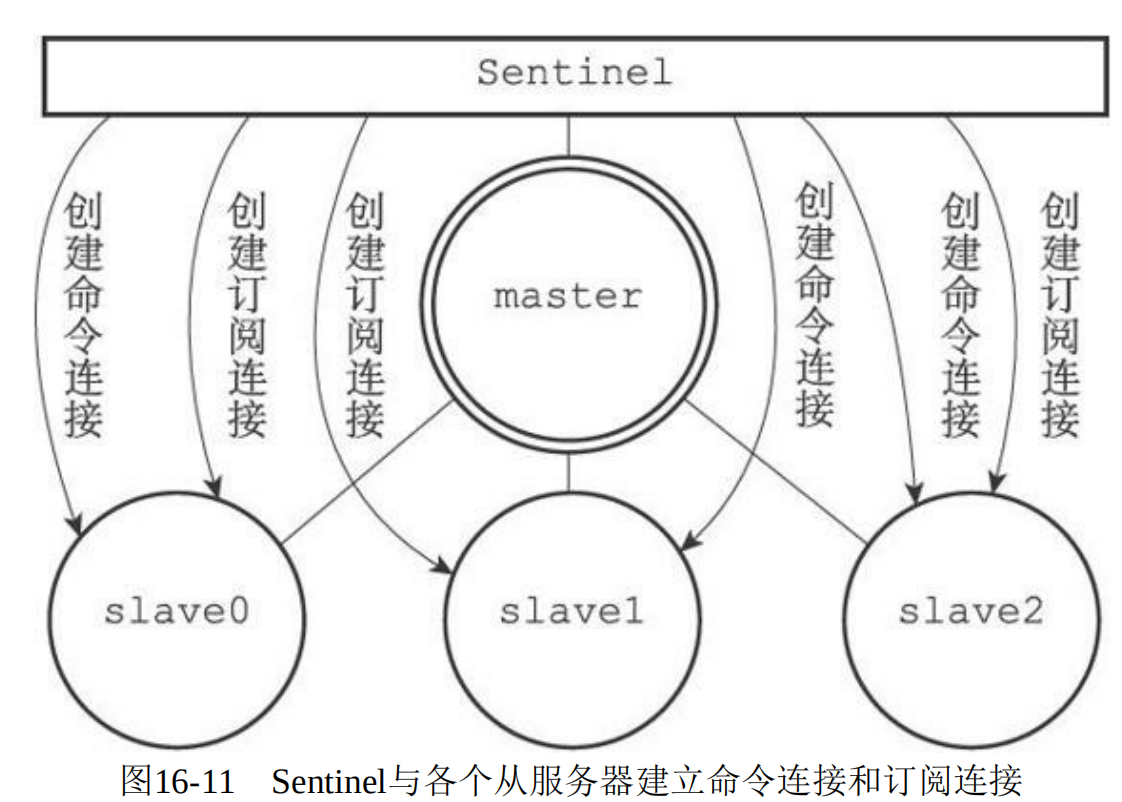 Sentinel
创建命令连接
创建订阅连接
创建订阅连接
master
创建命令连接
创建命令连接
创建订阅连接
slave0
slave1
slave2
图16-11 Sentinel与各个从服务器建立命令连接和订阅连接